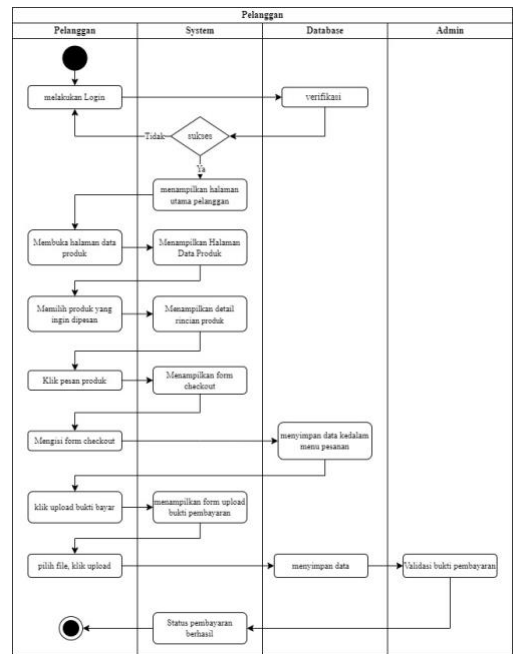 Pelanggan
Pelanggan
System
Database
Admin
melakukan Login
verifikasi
Tidak
sukses
Ya
menampilkan halaman
utama pelanggan
Membuka halaman data
produk
Menampilkan Halaman
Data Produk
Memilih produk yang
ingin dipesan
Menampilkan detail
rincian produk
Klik pesan produk
Menampilkan form
checkout
Mengisi form checkout
menyimpan data kedalam
menu pesanan
klik upload bukti bayar
menampilkan form upload
bukti pembayaran
pilih file, klik upload
menyimpan data
Validasi bukti pembayaran
Status pembayaran
berhasil